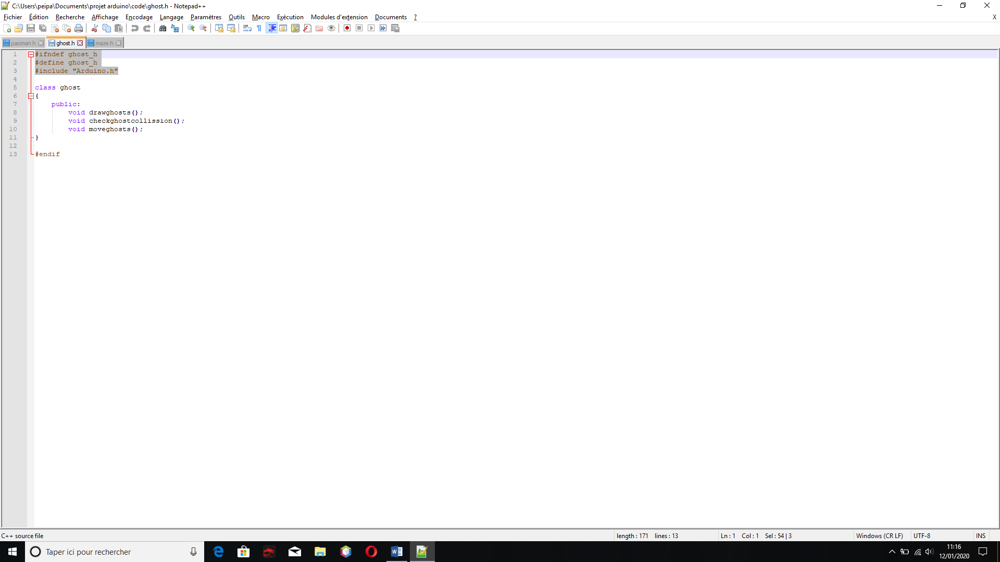 C:\Users\peipa\Documents\projet arduino\code\ghost.h - Notepad++
Fichier Édition Recherche Affichage Encodage Langage Paramètres Outils Macro Exécution Modules d'extension Documents ? X
pacman.h ghost.h maze.h
1 #ifndef ghost_h
2 #define ghost_h
3 #include "Arduino.h"
4
5 class ghost
6 {
7 public:
8 void drawghosts();
9 void checkghostcollission();
10 void moveghosts();
11 }
12
13 #endif
C++ source file length : 171 lines : 13 Ln : 1 Col : 1 Sel : 54 | 3 Windows (CR LF) UTF-8 INS
Taper ici pour rechercher
11:16
12/01/2020